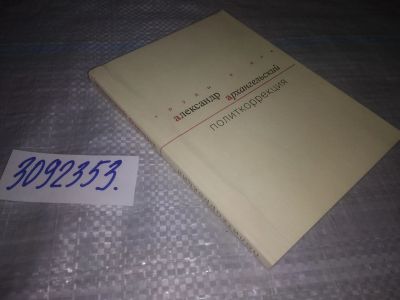 александр архангельский
политкоррекция
3092353.